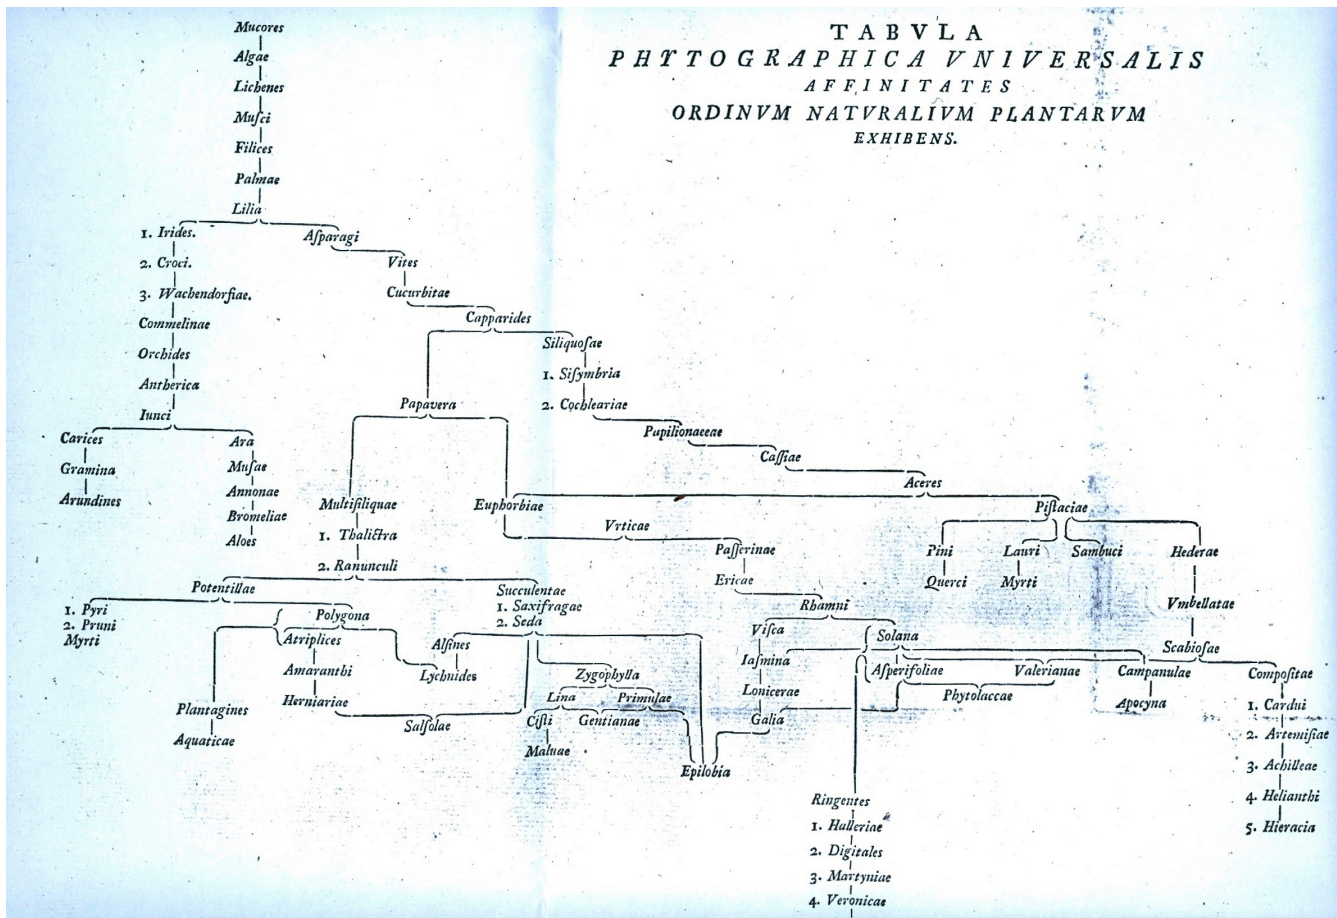 TABVLA
PHYTOGRAPHICA VNIVERSALIS
AFFINITATES
ORDINVM NATVRALIVM PLANTARVM
EXHIBENS.
Mucores
Algae
Lichenes
Muſci
Filices
Palmae
Lilia
1. Irides.
Aſparagi
2. Croci.
Vites
3. Wachendorfiae.
Cucurbitae
Commelinae
Capparides
Orchides
Siliquoſae
Antherica
1. Siſymbria
Iunci
Papavera
2. Cochleariae
Carices
Ara
Papilionaceae
Gramina
Muſae
Caſſiae
Arundines
Annonae
Aceres
Bromeliae
Multiſiliquae
Euphorbiae
Piſtaciae
Aloes
1. Thalictra
Vrticae
2. Ranunculi
Paſſerinae
Pini
Lauri
Sambuci
Hederae
Potentillae
Succulentae
Ericae
Querci
Myrti
1. Pyri
2. Pruni
Myrti
Polygona
1. Saxifragae
2. Seda
Rhamni
Vmbellatae
Atriplices
Alſines
Viſca
Solana
Scabioſae
Amaranthi
Lychnides
Zygophylla
Iaſmina
Aſperifoliae
Valerianae
Campanulae
Compoſitae
Herniariae
Lina
Primulae
Lonicerae
Phytolaccae
Apocyna
1. Cardui
Plantagines
Salſolae
Ciſti
Gentianae
Galia
2. Artemiſiae
Aquaticae
Maluae
Epilobia
3. Achilleae
Ringentes
4. Helianthi
1. Halleriae
5. Hieracia
2. Digitales
3. Martyniae
4. Veronicae